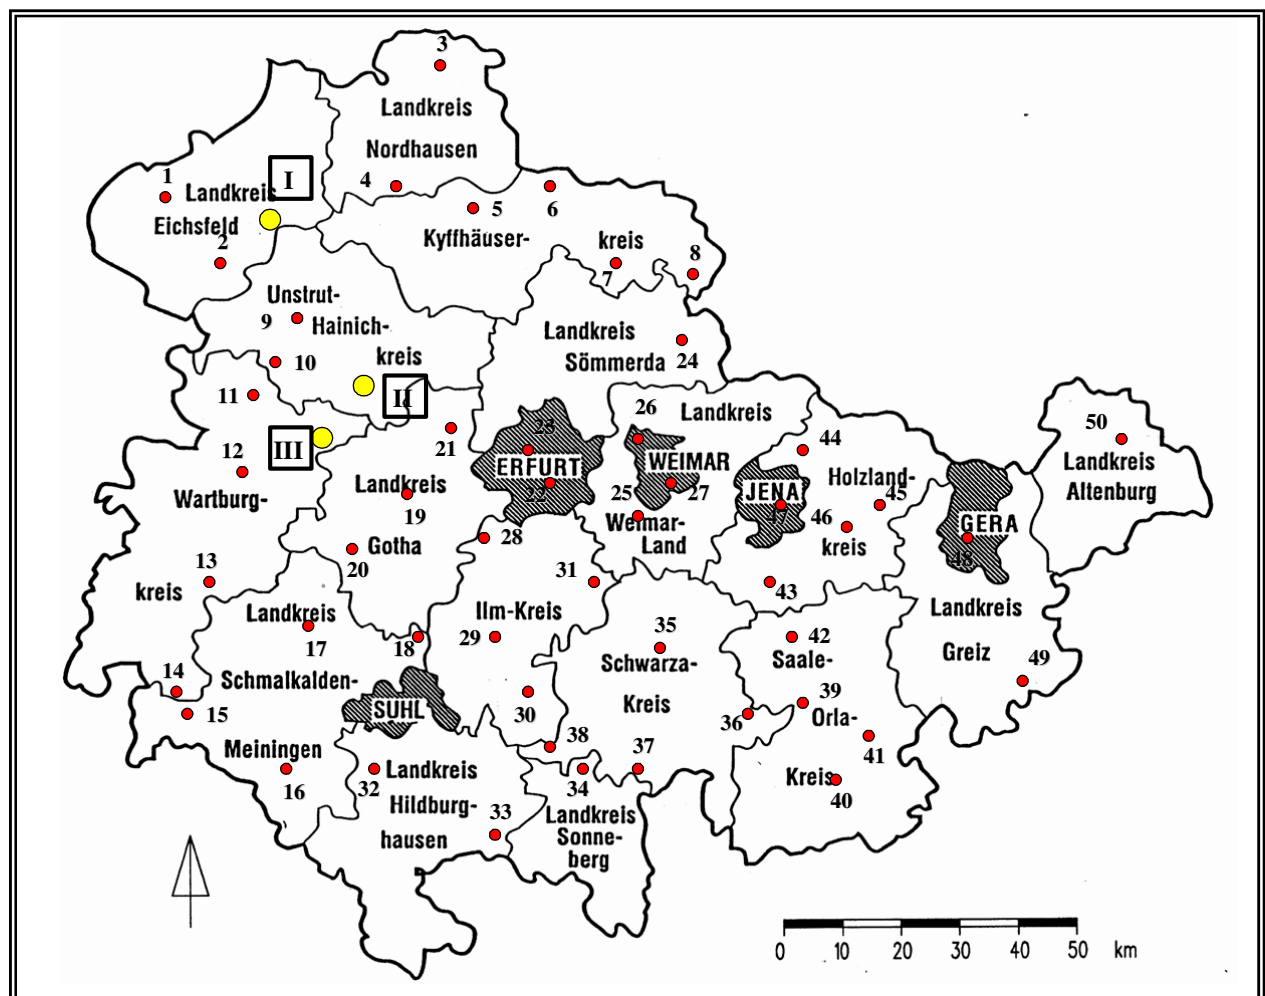 3
Landkreis
Nordhausen
I
1
Landkreis
Eichsfeld
2
4
5
6
Kyffhäuser-
kreis
7
8
Unstrut-
9
Hainich-
kreis
10
11
II
Landkreis
Sömmerda
24
III
12
Wartburg-
21
23
ERFURT
22
26
Landkreis
WEIMAR
25
27
Weimar-
Land
44
Holzland-
JENA
47
46
45
kreis
50
Landkreis
Altenburg
GERA
48
Landkreis
19
Gotha
20
28
13
kreis
31
43
Landkreis
17
18
Ilm-Kreis
29
35
Schwarza-
Kreis
42
Saale-
39
Orla-
36
41
Kreis
40
Landkreis
Greiz
49
14
15
Schmalkalden-
SUHL
Meiningen
16
30
38
37
34
32
Landkreis
Hildburg-
hausen
33
Landkreis
Sonne-
berg
0 10 20 30 40 50 km